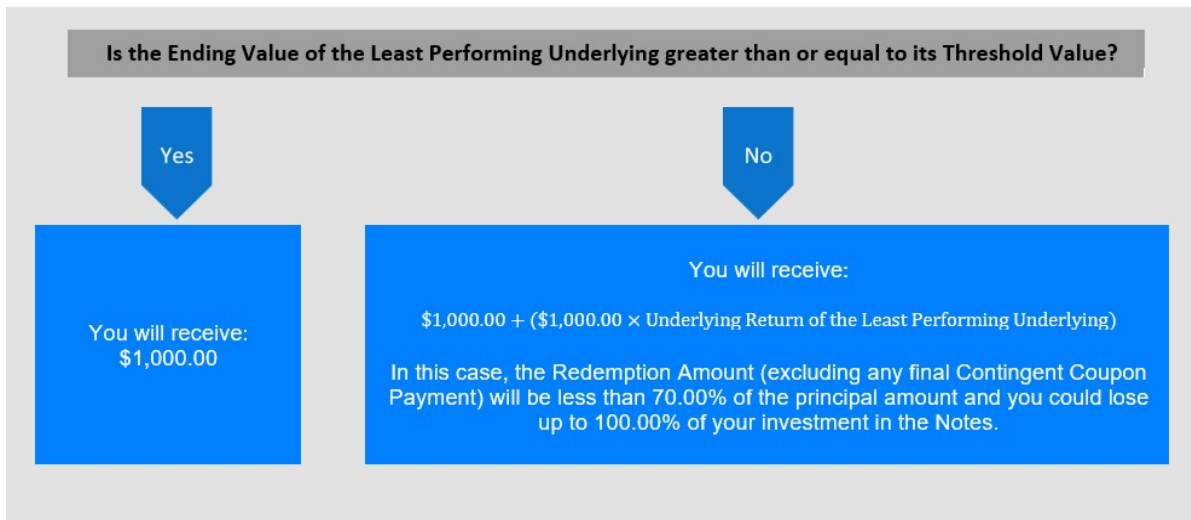 Is the Ending Value of the Least Performing Underlying greater than or equal to its Threshold Value?
Yes
No
You will receive:
$1,000.00
You will receive:
$1,000.00 + ($1,000.00 × Underlying Return of the Least Performing Underlying)
In this case, the Redemption Amount (excluding any final Contingent Coupon
Payment) will be less than 70.00% of the principal amount and you could lose
up to 100.00% of your investment in the Notes.